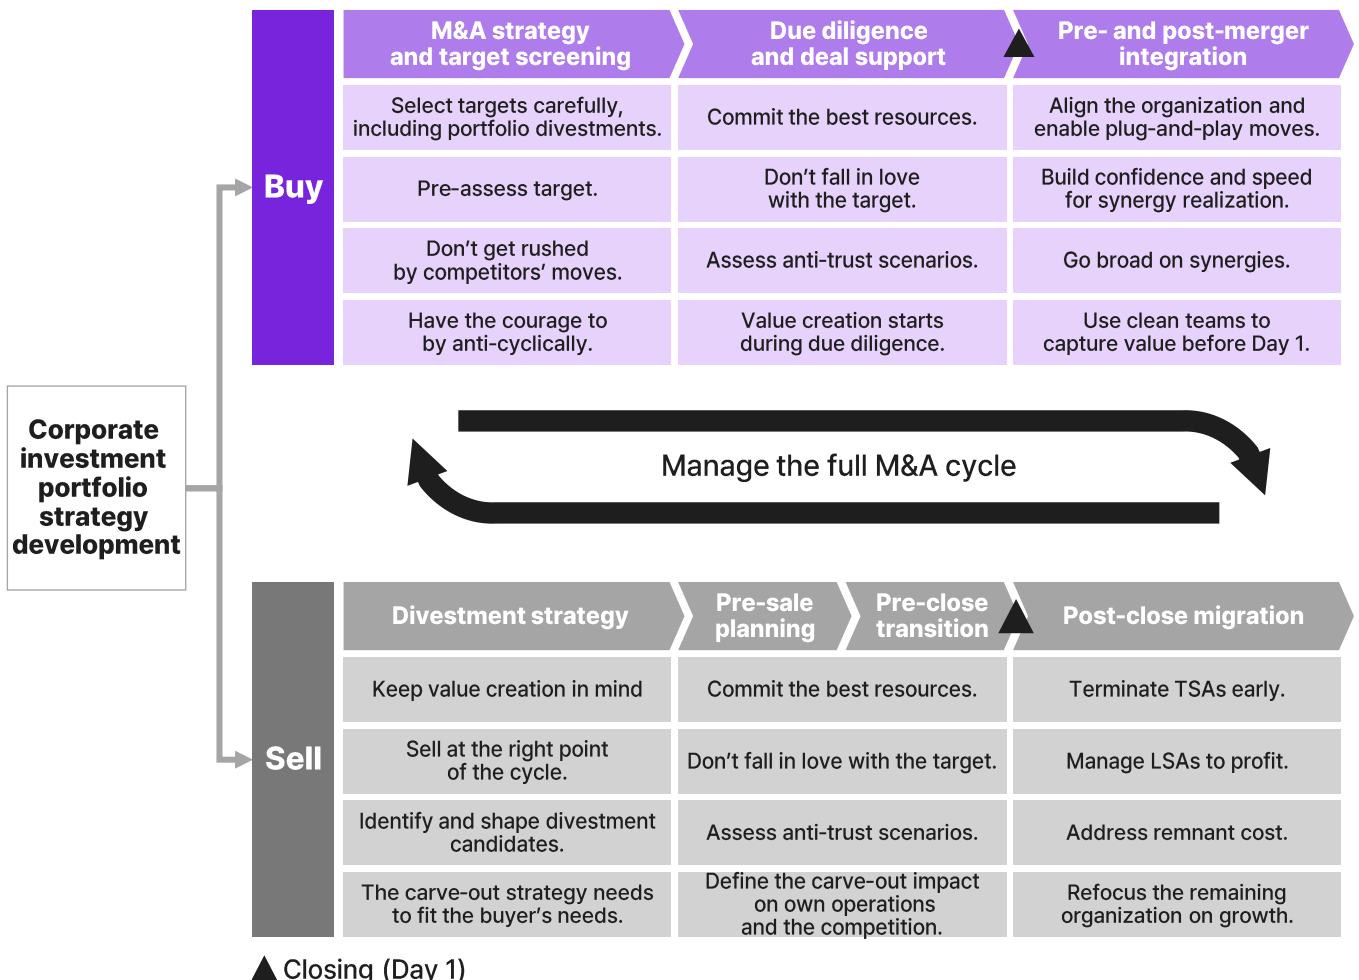 Corporate
investment
portfolio
strategy
development
Buy
M&A strategy
and target screening
Due diligence
and deal support
Pre- and post-merger
integration
Select targets carefully,
including portfolio divestments.
Commit the best resources.
Align the organization and
enable plug-and-play moves.
Pre-assess target.
Don’t fall in love
with the target.
Build confidence and speed
for synergy realization.
Don’t get rushed
by competitors’ moves.
Assess anti-trust scenarios.
Go broad on synergies.
Have the courage to
by anti-cyclically.
Value creation starts
during due diligence.
Use clean teams to
capture value before Day 1.
Manage the full M&A cycle
Sell
Divestment strategy
Pre-sale
planning
Pre-close
transition
Post-close migration
Keep value creation in mind
Commit the best resources.
Terminate TSAs early.
Sell at the right point
of the cycle.
Don’t fall in love with the target.
Manage LSAs to profit.
Identify and shape divestment
candidates.
Assess anti-trust scenarios.
Address remnant cost.
The carve-out strategy needs
to fit the buyer’s needs.
Define the carve-out impact
on own operations
and the competition.
Refocus the remaining
organization on growth.
Closing (Day 1)